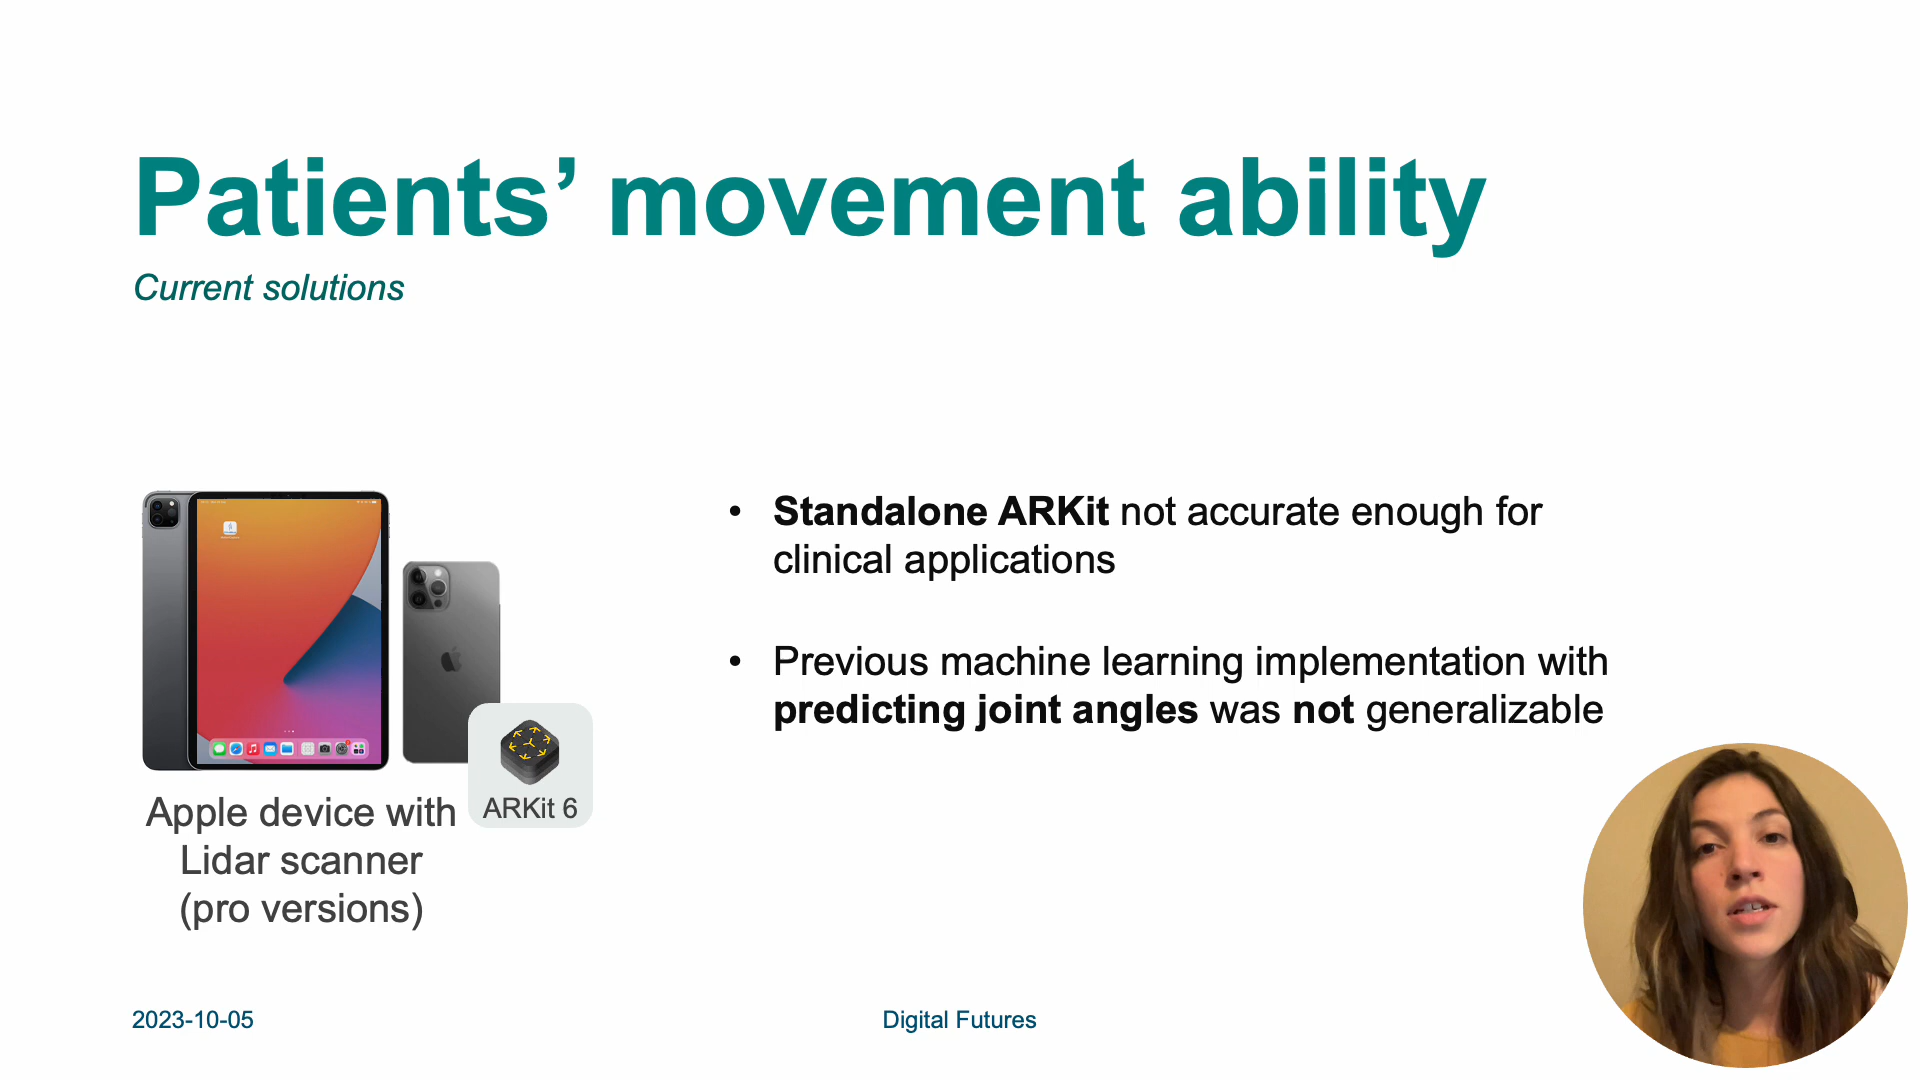 Patients’ movement ability
Current solutions
• Standalone ARKit not accurate enough for
clinical applications
• Previous machine learning implementation with
predicting joint angles was not generalizable
ARKit 6
Apple device with
Lidar scanner
(pro versions)
2023-10-05
Digital Futures